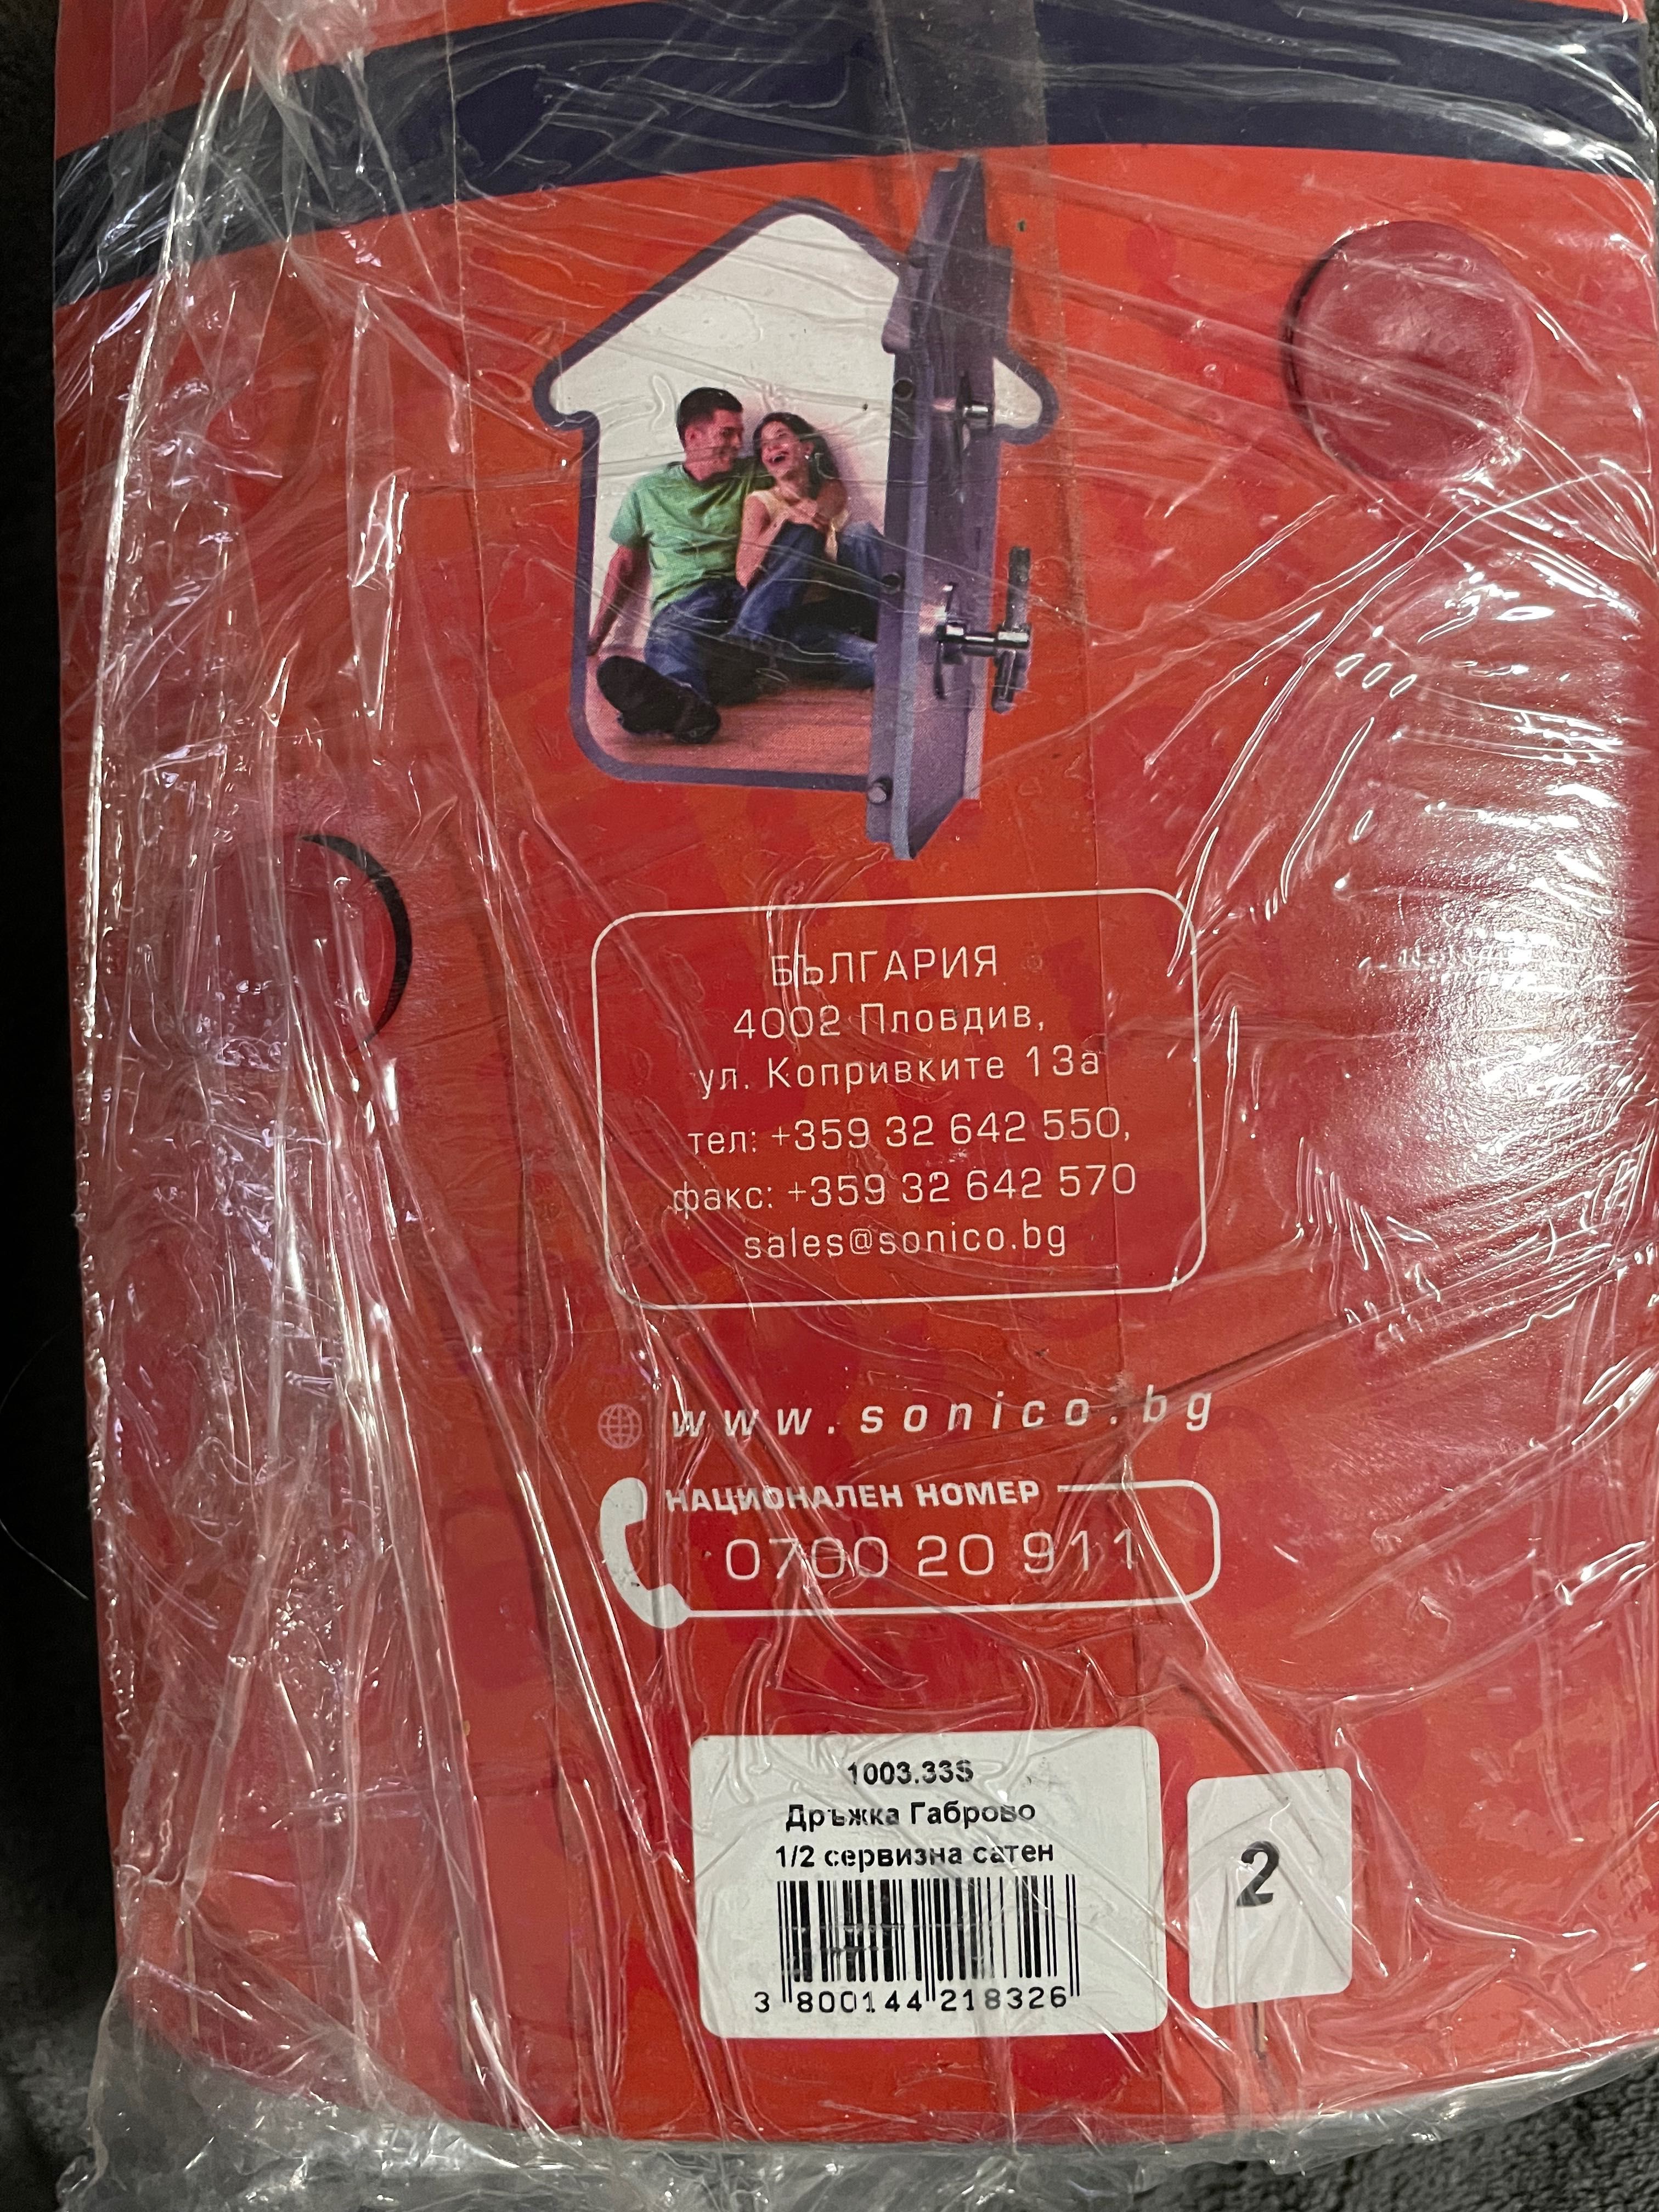 БЪЛГАРИЯ
4002 Пловдив,
ул. Копривките 13а
тел: +359 32 642 550,
факс: +359 32 642 570
sales@sonico.bg
www.sonico.bg
НАЦИОНАЛЕН НОМЕР
0700 20 911
1003.33S
Дръжка Габрово
1/2 сервизна сатен
3 800144 218326
2